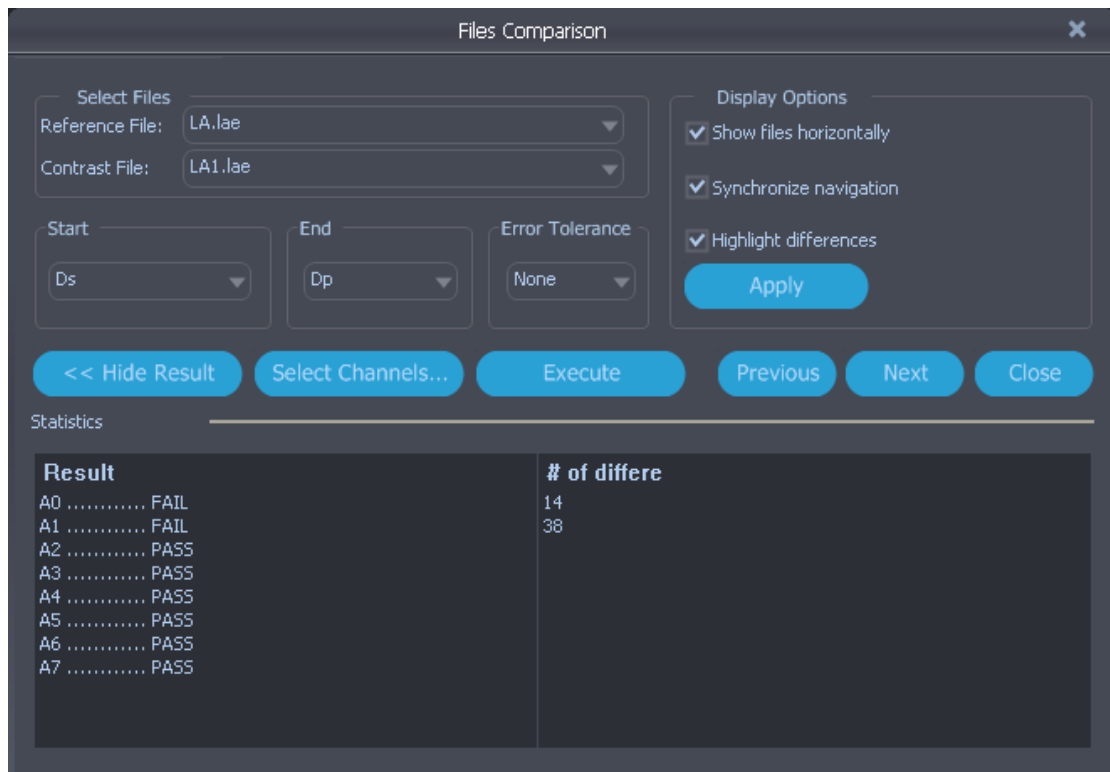 Files Comparison
Select Files
Reference File: LA.lae
Contrast File: LA1.lae
Display Options
Show files horizontally
Synchronize navigation
Highlight differences
Apply
Start
Ds
End
Dp
Error Tolerance
None
<< Hide Result Select Channels... Execute Previous Next Close
Statistics
Result # of differe
A0 ............ FAIL 14
A1 ............ FAIL 38
A2 ............ PASS
A3 ............ PASS
A4 ............ PASS
A5 ............ PASS
A6 ............ PASS
A7 ............ PASS